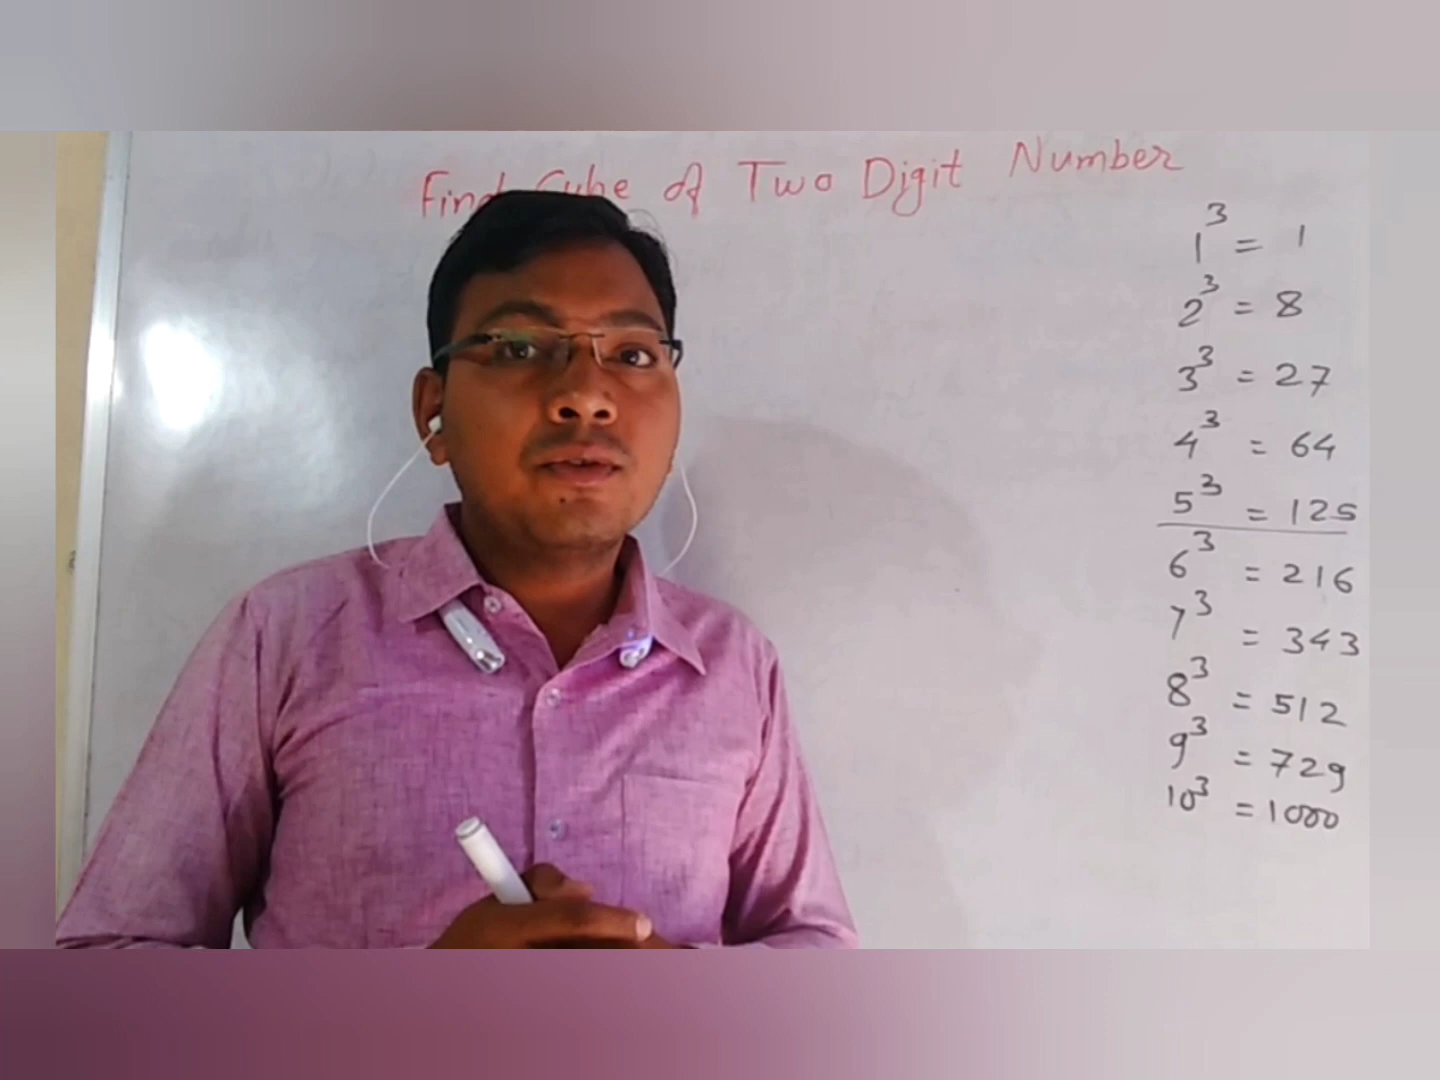 Find Cube of Two Digit Number
1³ = 1
2³ = 8
3³ = 27
4³ = 64
5³ = 125
6³ = 216
7³ = 343
8³ = 512
9³ = 729
10³ = 1000